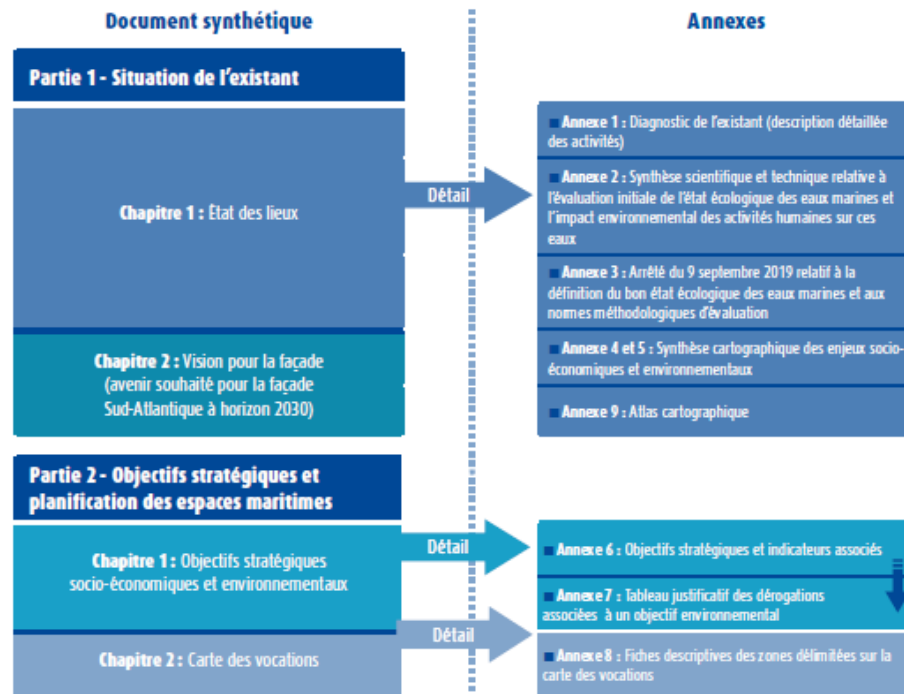 Document synthétique
Annexes
Partie 1 - Situation de l'existant
Chapitre 1 : État des lieux
Détail
■ Annexe 1 : Diagnostic de l'existant (description détaillée
des activités)
■ Annexe 2 : Synthèse scientifique et technique relative à
l'évaluation initiale de l'état écologique des eaux marines et
l'impact environnemental des activités humaines sur ces
eaux
■ Annexe 3 : Arrêté du 9 septembre 2019 relatif à la
définition du bon état écologique des eaux marines et aux
normes méthodologiques d'évaluation
Chapitre 2 : Vision pour la façade
(avenir souhaité pour la façade
Sud-Atlantique à horizon 2030)
■ Annexe 4 et 5 : Synthèse cartographique des enjeux socio-
économiques et environnementaux
■ Annexe 9 : Atlas cartographique
Partie 2 - Objectifs stratégiques et
planification des espaces maritimes
Chapitre 1 : Objectifs stratégiques
socio-économiques et environnementaux
Détail
■ Annexe 6 : Objectifs stratégiques et indicateurs associés
■ Annexe 7 : Tableau justificatif des dérogations
associées à un objectif environnemental
Chapitre 2 : Carte des vocations
Détail
■ Annexe 8 : Fiches descriptives des zones délimitées sur la
carte des vocations